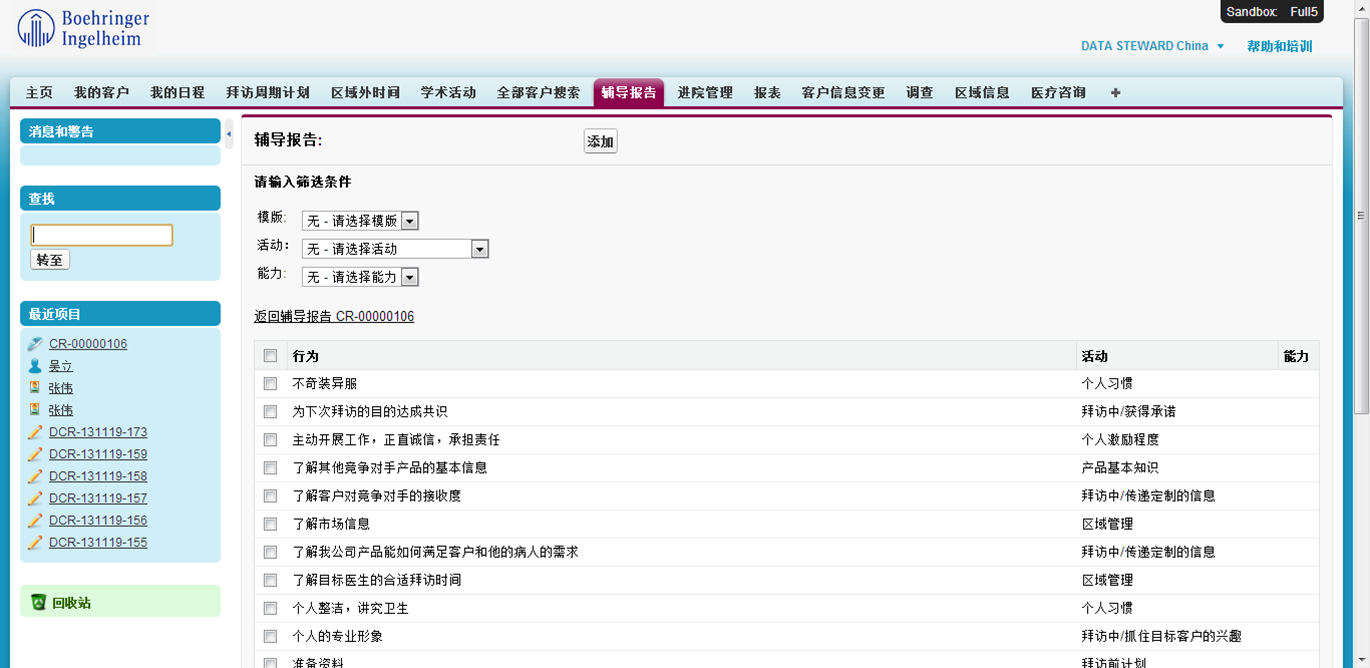 Boehringer
Ingelheim
Sandbox: Full5
DATA STEWARD China 帮助和培训
主页 我的客户 我的日程 拜访周期计划 区域外时间 学术活动 全部客户搜索 辅导报告 进院管理 报表 客户信息变更 调查 区域信息 医疗咨询 +
消息和警告
查找
转至
最近项目
CR-00000106
吴立
张伟
张伟
DCR-131119-173
DCR-131119-159
DCR-131119-158
DCR-131119-157
DCR-131119-156
DCR-131119-155
回收站
辅导报告: 添加
请输入筛选条件
模版: 无 - 请选择模版
活动: 无 - 请选择活动
能力: 无 - 请选择能力
返回辅导报告 CR-00000106
行为 活动 能力
不奇装异服 个人习惯
为下次拜访的目的达成共识 拜访中/获得承诺
主动开展工作，正直诚信，承担责任 个人激励程度
了解其他竞争对手产品的基本信息 产品基本知识
了解客户对竞争对手的接收度 拜访中/传递定制的信息
了解市场信息 区域管理
了解我公司产品能如何满足客户和他的病人的需求 拜访中/传递定制的信息
了解目标医生的合适拜访时间 区域管理
个人整洁，讲究卫生 个人习惯
个人的专业形象 拜访中/抓住目标客户的兴趣
准备资料 拜访前计划